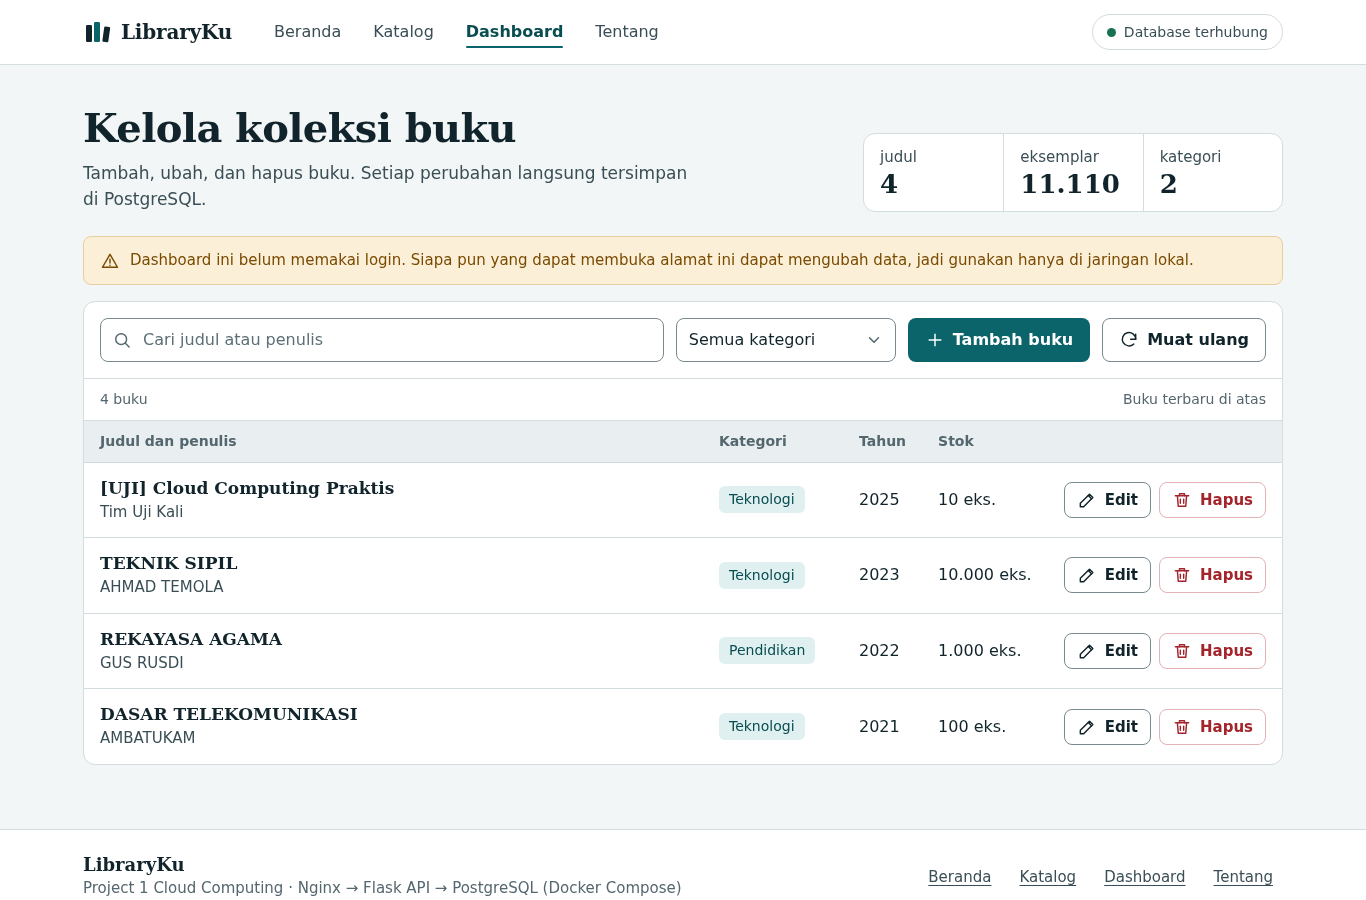 LibraryKu
Beranda
Katalog
Dashboard
Tentang
Database terhubung
Kelola koleksi buku
Tambah, ubah, dan hapus buku. Setiap perubahan langsung tersimpan
di PostgreSQL.
judul
4
eksemplar
11.110
kategori
2
Dashboard ini belum memakai login. Siapa pun yang dapat membuka alamat ini dapat mengubah data, jadi gunakan hanya di jaringan lokal.
Cari judul atau penulis
Semua kategori
Tambah buku
Muat ulang
4 buku
Buku terbaru di atas
Judul dan penulis
Kategori
Tahun
Stok
[UJI] Cloud Computing Praktis
Tim Uji Kali
Teknologi
2025
10 eks.
Edit
Hapus
TEKNIK SIPIL
AHMAD TEMOLA
Teknologi
2023
10.000 eks.
Edit
Hapus
REKAYASA AGAMA
GUS RUSDI
Pendidikan
2022
1.000 eks.
Edit
Hapus
DASAR TELEKOMUNIKASI
AMBATUKAM
Teknologi
2021
100 eks.
Edit
Hapus
LibraryKu
Project 1 Cloud Computing · Nginx → Flask API → PostgreSQL (Docker Compose)
Beranda
Katalog
Dashboard
Tentang